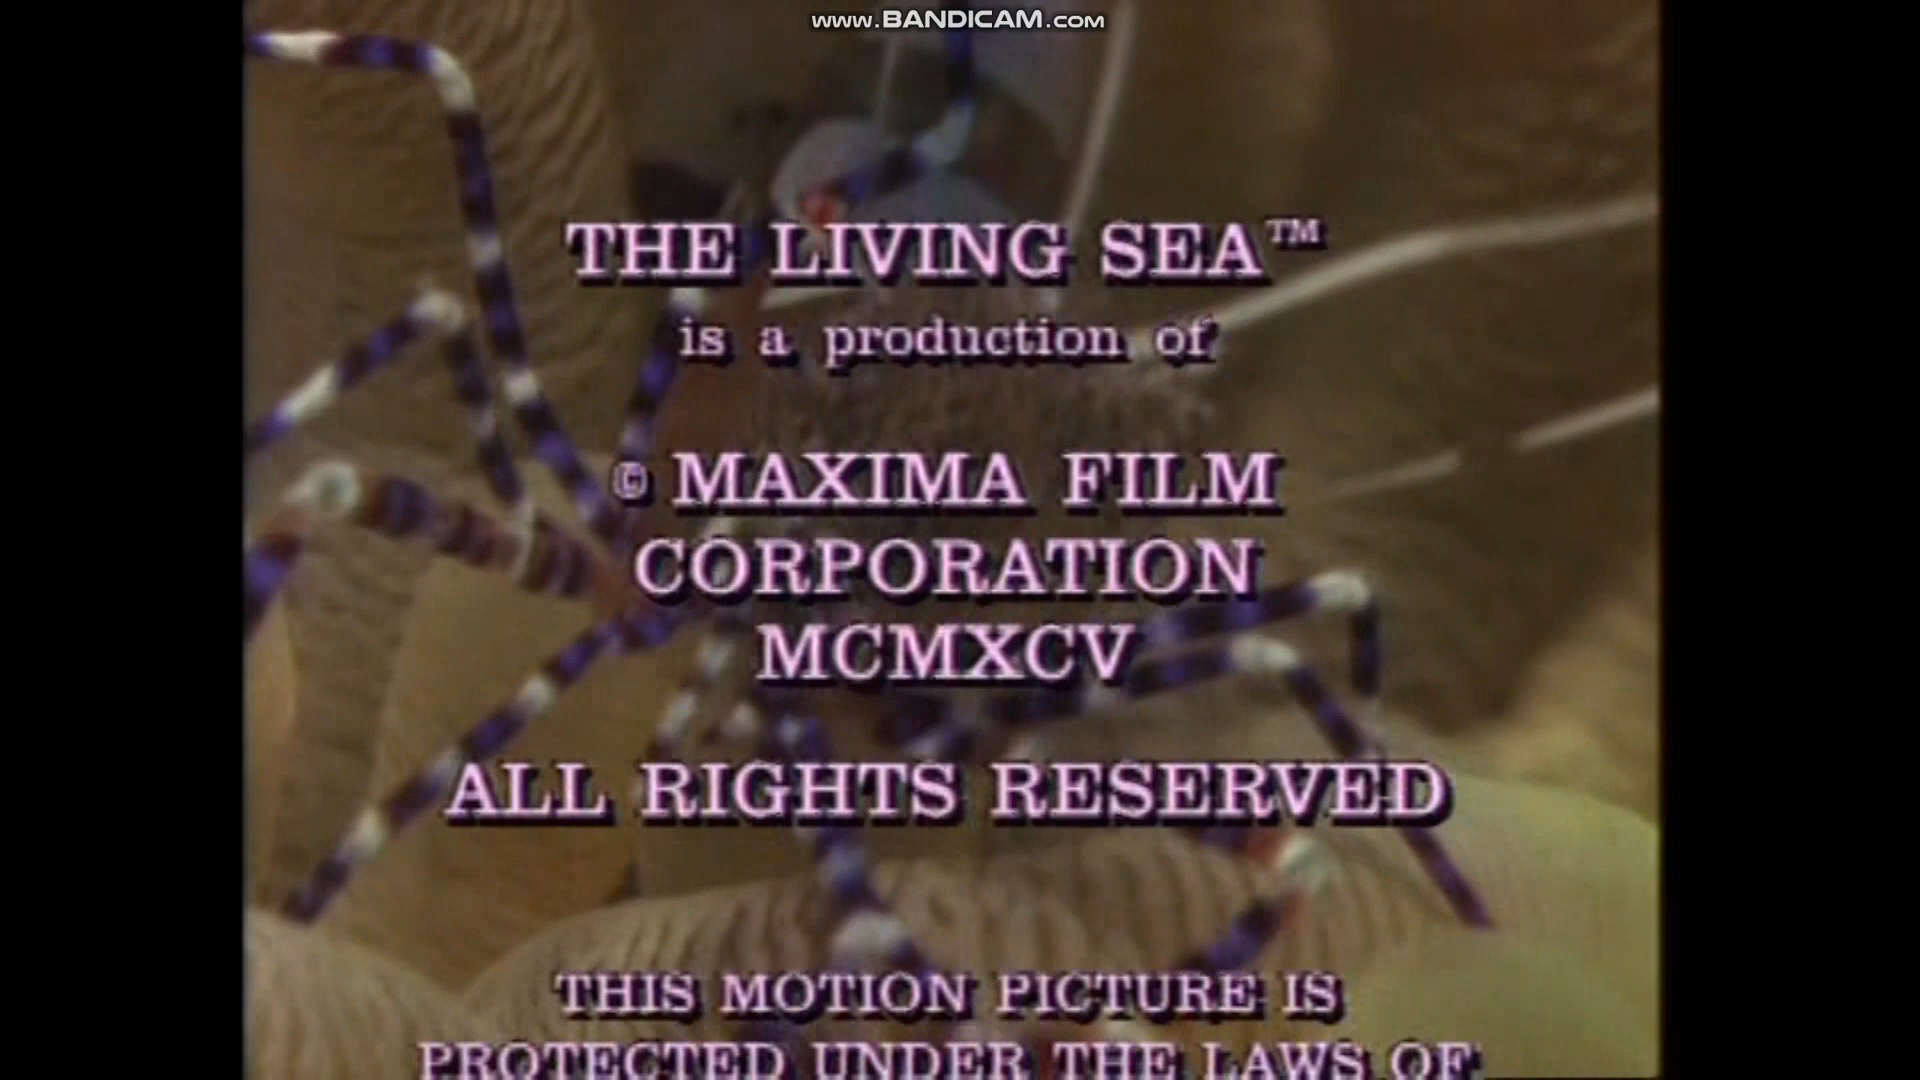 www.BANDICAM.com
THE LIVING SEA™
is a production of
© MAXIMA FILM
CORPORATION
MCMXCV
ALL RIGHTS RESERVED
THIS MOTION PICTURE IS
PROTECTED UNDER THE LAWS OF